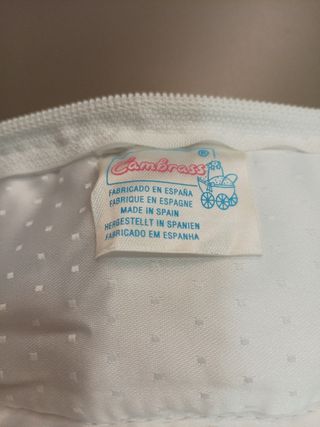 Cambrass ®
FABRICADO EN ESPAÑA
FABRIQUE EN ESPAGNE
MADE IN SPAIN
HERGESTELLT IN SPANIEN
FABRICADO EM ESPANHA